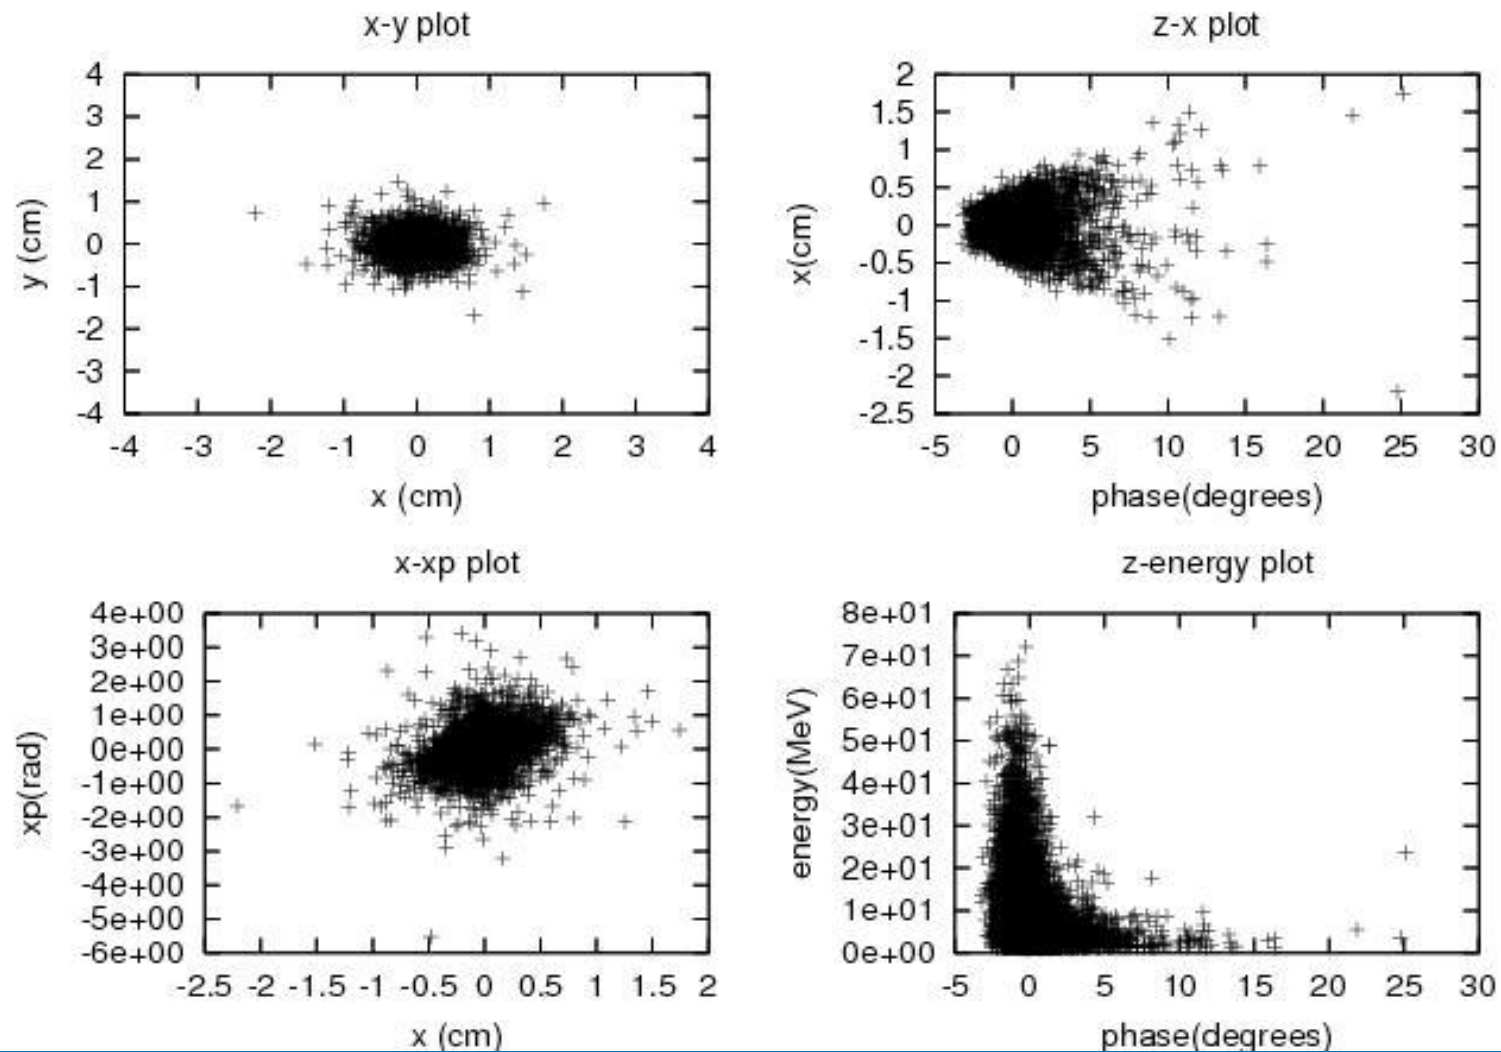 x-y plot
4
3
2
1
0
-1
-2
-3
-4
y (cm)
-4 -3 -2 -1 0 1 2 3 4
x (cm)
z-x plot
2
1.5
1
0.5
0
-0.5
-1
-1.5
-2
-2.5
x(cm)
-5 0 5 10 15 20 25 30
phase(degrees)
x-xp plot
4e+00
3e+00
2e+00
1e+00
0e+00
-1e+00
-2e+00
-3e+00
-4e+00
-5e+00
-6e+00
xp(rad)
-2.5 -2 -1.5 -1 -0.5 0 0.5 1 1.5 2
x (cm)
z-energy plot
8e+01
7e+01
6e+01
5e+01
4e+01
3e+01
2e+01
1e+01
0e+00
energy(MeV)
-5 0 5 10 15 20 25 30
phase(degrees)